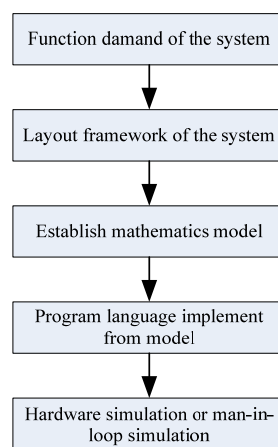 Function damand of the system
Layout framework of the system
Establish mathematics model
Program language implement
from model
Hardware simulation or man-in-
loop simulation